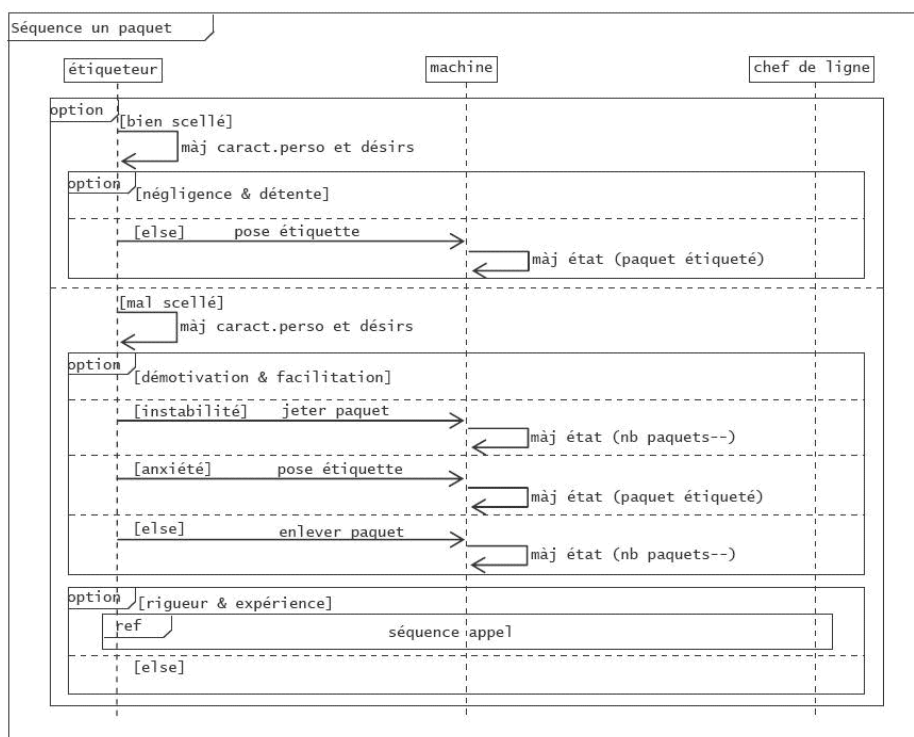 Séquence un paquet
étiqueteur
machine
chef de ligne
option
[bien scellé]
màj caract.perso et désirs
option
[négligence & détente]
[else] pose étiquette
màj état (paquet étiqueté)
[mal scellé]
màj caract.perso et désirs
option
[démotivation & facilitation]
[instabilité] jeter paquet
màj état (nb paquets--)
[anxiété] pose étiquette
màj état (paquet étiqueté)
[else] enlever paquet
màj état (nb paquets--)
option
[rigueur & expérience]
ref
séquence appel
[else]